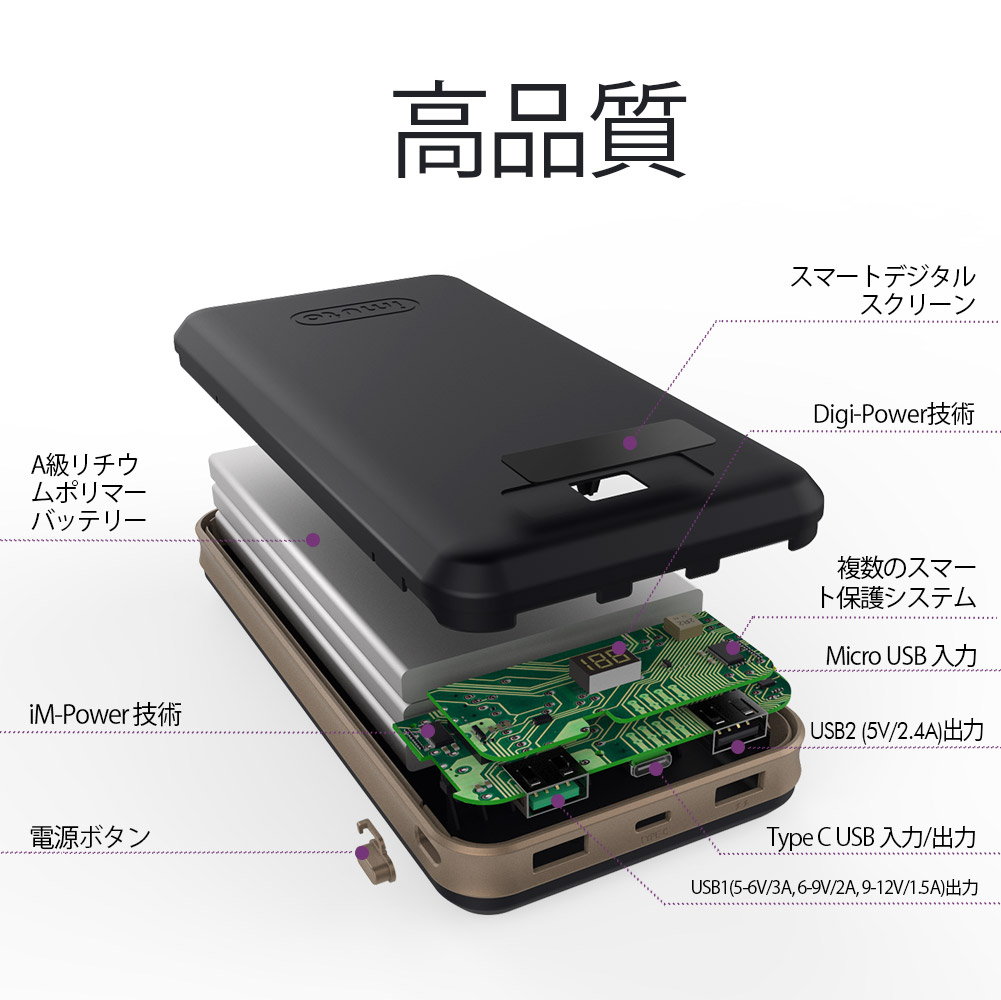 高品質
imuto
スマートデジタル
スクリーン
Digi-Power技術
A級リチウ
ムポリマー
バッテリー
複数のスマー
ト保護システム
Micro USB 入力
iM-Power 技術
USB2 (5V/2.4A)出力
電源ボタン
Type C USB 入力/出力
USB1(5-6V/3A, 6-9V/2A, 9-12V/1.5A)出力
188
2R2
TYPE-C